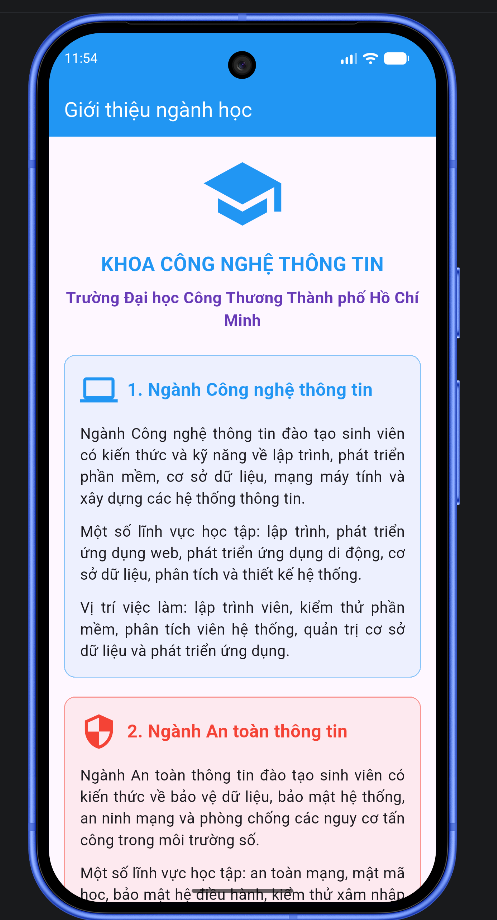 11:54
Giới thiệu ngành học
KHOA CÔNG NGHỆ THÔNG TIN
Trường Đại học Công Thương Thành phố Hồ Chí
Minh
1. Ngành Công nghệ thông tin
Ngành Công nghệ thông tin đào tạo sinh viên
có kiến thức và kỹ năng về lập trình, phát triển
phần mềm, cơ sở dữ liệu, mạng máy tính và
xây dựng các hệ thống thông tin.
Một số lĩnh vực học tập: lập trình, phát triển
ứng dụng web, phát triển ứng dụng di động, cơ
sở dữ liệu, phân tích và thiết kế hệ thống.
Vị trí việc làm: lập trình viên, kiểm thử phần
mềm, phân tích viên hệ thống, quản trị cơ sở
dữ liệu và phát triển ứng dụng.
2. Ngành An toàn thông tin
Ngành An toàn thông tin đào tạo sinh viên có
kiến thức về bảo vệ dữ liệu, bảo mật hệ thống,
an ninh mạng và phòng chống các nguy cơ tấn
công trong môi trường số.
Một số lĩnh vực học tập: an toàn mạng, mật mã
học, bảo mật hệ điều hành, kiểm thử xâm nhập